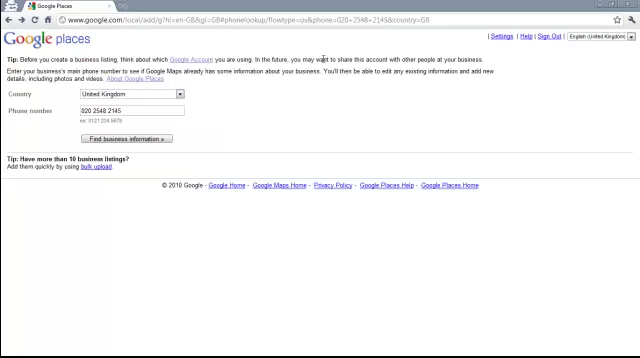 Google Places
www.google.com/local/add/g?hl=en-GB&gl=GB#phonelookup/flowtype=os&phone=020+2548+2145&country=GB
Google places
| Settings | Help | Sign Out | English (United Kingdom)
Tip: Before you create a business listing, think about which Google Account you are using. In the future, you may want to share this account with other people at your business.
Enter your business's main phone number to see if Google Maps already has some information about your business. You'll then be able to edit any existing information and add new
details, including photos and videos. About Google Places
Country United Kingdom
Phone number 020 2548 2145
ex: 0121 234 5678
Find business information »
Tip: Have more than 10 business listings?
Add them quickly by using bulk upload.
© 2010 Google - Google Home - Google Maps Home - Privacy Policy - Google Places Help - Google Places Home